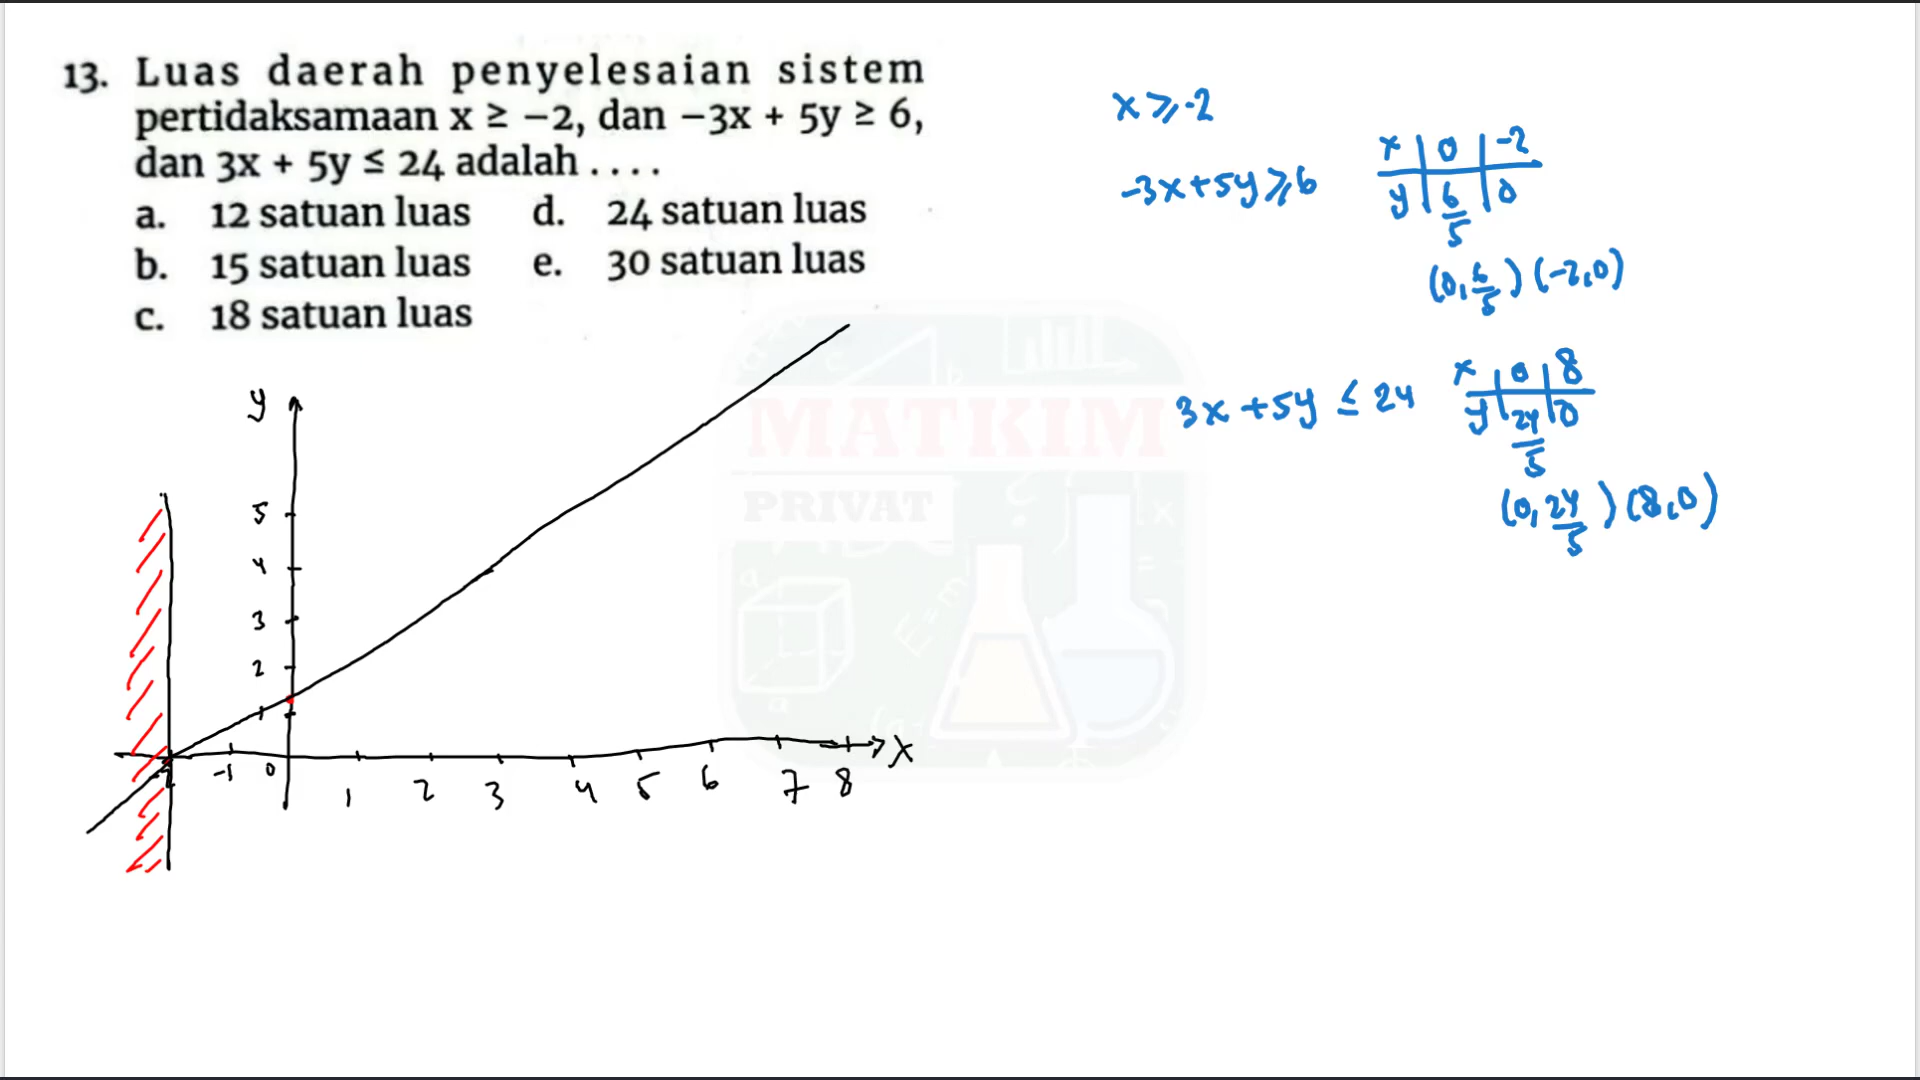 13. Luas daerah penyelesaian sistem
pertidaksamaan x ≥ −2, dan −3x + 5y ≥ 6,
dan 3x + 5y ≤ 24 adalah . . . .
a. 12 satuan luas d. 24 satuan luas
b. 15 satuan luas e. 30 satuan luas
c. 18 satuan luas
x ≥ -2
-3x+5y ≥ 6
x | 0 | -2
y | 6/5 | 0
(0, 6/5) (-2,0)
3x + 5y ≤ 24
x | 0 | 8
y | 24/5 | 0
(0, 24/5) (8,0)
MATKIM
PRIVAT
y
5
4
3
2
1
-1 0 1 2 3 4 5 6 7 8 x